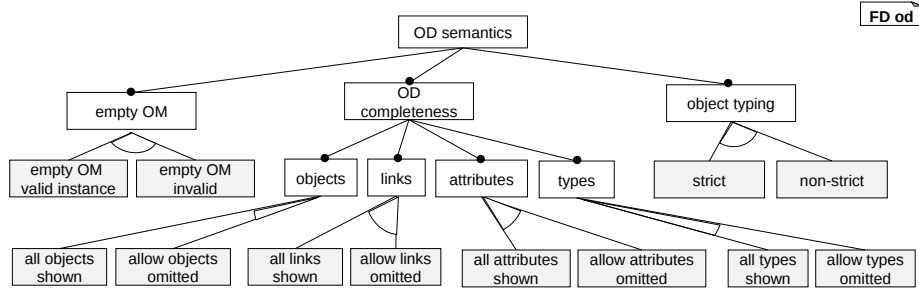 FD od
OD semantics
empty OM
OD
completeness
object typing
empty OM
valid instance
empty OM
invalid
objects
links
attributes
types
strict
non-strict
all objects
shown
allow objects
omitted
all links
shown
allow links
omitted
all attributes
shown
allow attributes
omitted
all types
shown
allow types
omitted